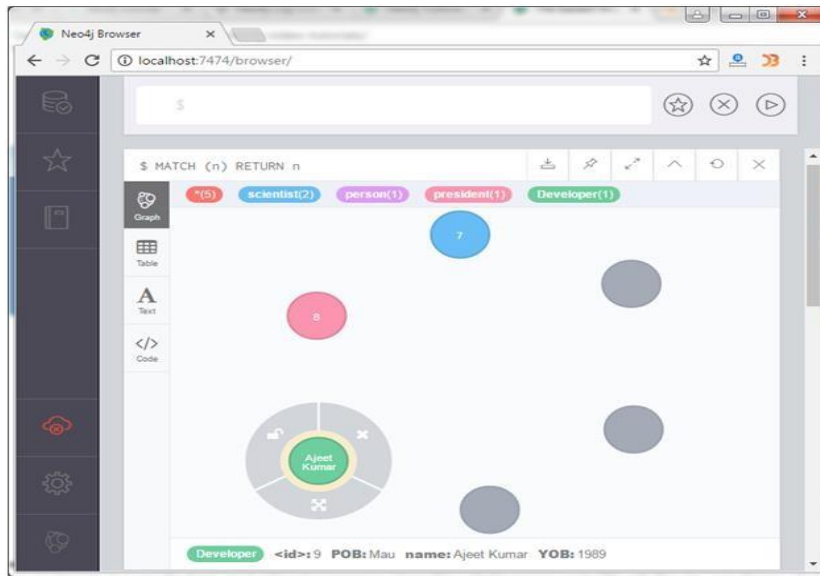 Neo4j Browser
localhost:7474/browser/
$
$ MATCH (n) RETURN n
*(5) scientist(2) person(1) president(1) Developer(1)
Graph
Table
A
Text
</>
Code
7
8
Ajeet
Kumar
Developer <id>: 9 POB: Mau name: Ajeet Kumar YOB: 1989